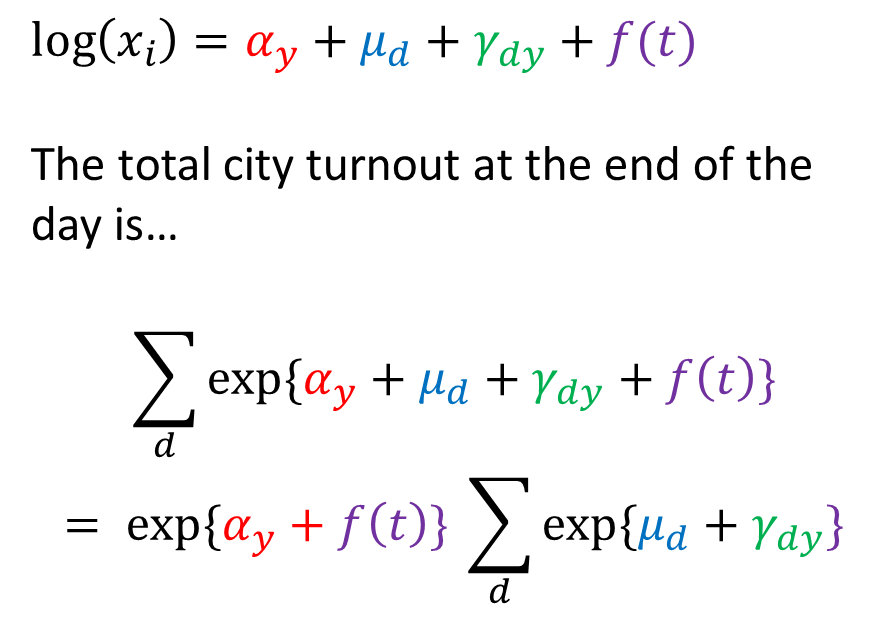 log(xᵢ) = α_y + μ_d + γ_dy + f(t)
The total city turnout at the end of the
day is…
∑_d exp{α_y + μ_d + γ_dy + f(t)}
= exp{α_y + f(t)} ∑_d exp{μ_d + γ_dy}